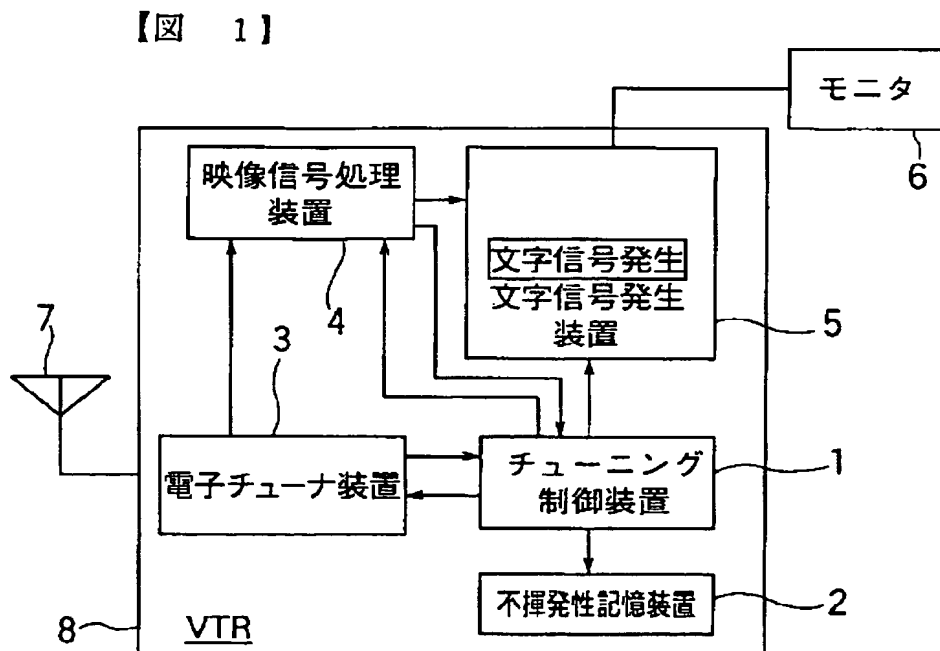 【図 1】
モニタ
6
映像信号処理
装置
4
文字信号発生
文字信号発生
装置
5
7
3
電子チューナ装置
チューニング
制御装置
1
不揮発性記憶装置
2
8
VTR